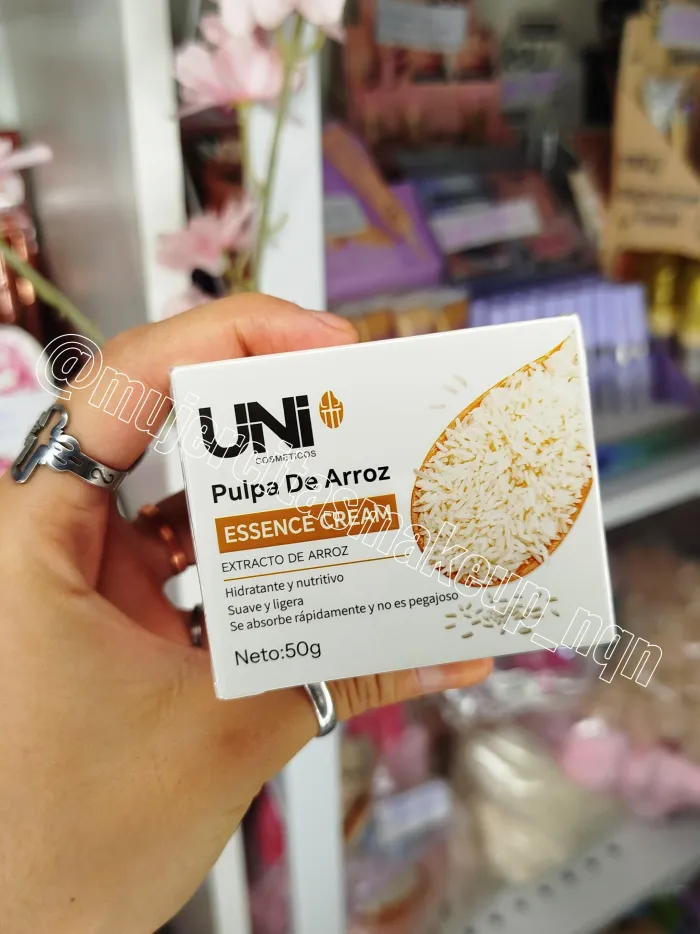 UNi
COSMETICOS
Pulpa De Arroz
ESSENCE CREAM
EXTRACTO DE ARROZ
Hidratante y nutritivo
Suave y ligera
Se absorbe rápidamente y no es pegajoso
Neto:50g
@mujercitasmakeup_nqn